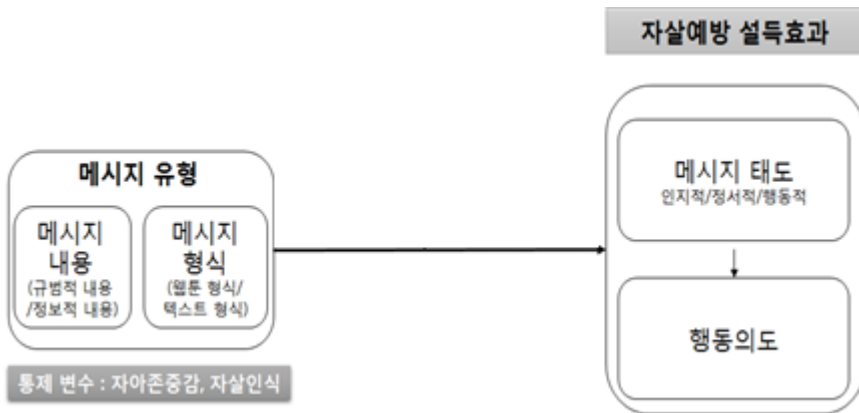 자살예방 설득효과
메시지 유형
메시지
내용
(규범적 내용
/정보적 내용)
메시지
형식
(웹툰 형식/
텍스트 형식)
통제 변수 : 자아존중감, 자살인식
메시지 태도
인지적/정서적/행동적
행동의도